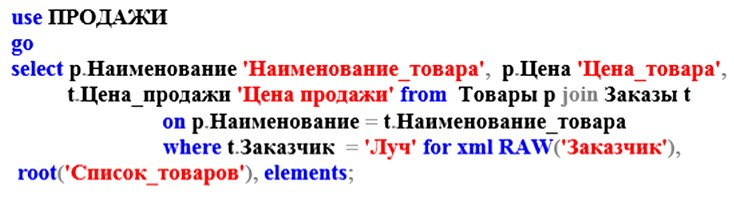 use ПРОДАЖИ
go
select p.Наименование 'Наименование_товара', p.Цена 'Цена_товара',
t.Цена_продажи 'Цена продажи' from Товары p join Заказы t
on p.Наименование = t.Наименование_товара
where t.Заказчик = 'Луч' for xml RAW('Заказчик'),
root('Список_товаров'), elements;